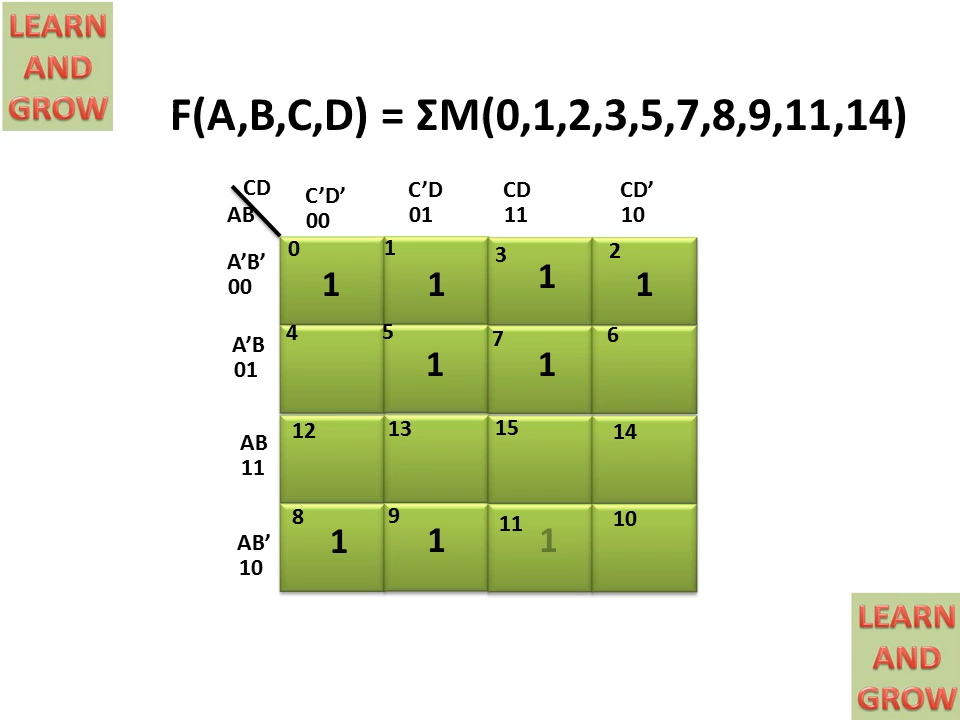 LEARN
AND
GROW
F(A,B,C,D) = ΣM(0,1,2,3,5,7,8,9,11,14)
CD
AB
C’D’ C’D CD CD’
00 01 11 10
A’B’
00
0 1 3 2
1 1 1 1
A’B
01
4 5 7 6
1 1
AB
11
12 13 15 14
AB’
10
8 9 11 10
1 1 1
LEARN
AND
GROW